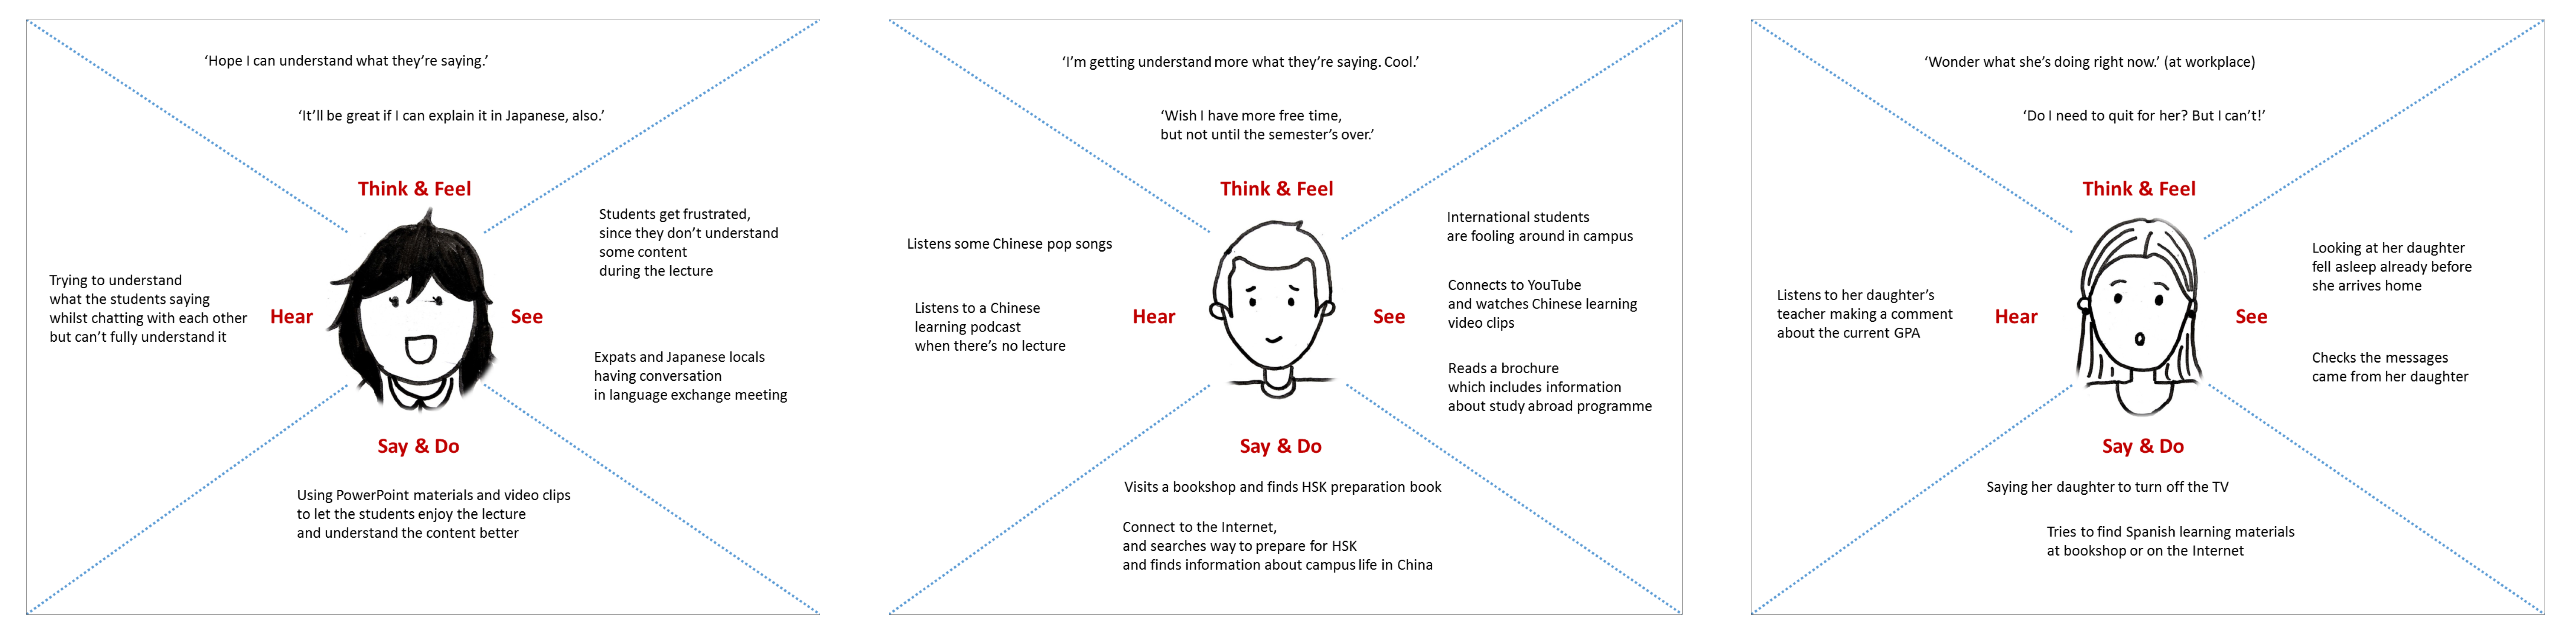 ‘Hope I can understand what they’re saying.’
‘It’ll be great if I can explain it in Japanese, also.’
Think & Feel
Students get frustrated,
since they don’t understand
some content
during the lecture
Trying to understand
what the students saying
whilst chatting with each other
but can’t fully understand it
Hear
See
Expats and Japanese locals
having conversation
in language exchange meeting
Say & Do
Using PowerPoint materials and video clips
to let the students enjoy the lecture
and understand the content better
‘I’m getting understand more what they’re saying. Cool.’
‘Wish I have more free time,
but not until the semester’s over.’
Think & Feel
International students
are fooling around in campus
Listens some Chinese pop songs
Connects to YouTube
and watches Chinese learning
video clips
Listens to a Chinese
learning podcast
when there’s no lecture
Hear
See
Reads a brochure
which includes information
about study abroad programme
Say & Do
Visits a bookshop and finds HSK preparation book
Connect to the Internet,
and searches way to prepare for HSK
and finds information about campus life in China
‘Wonder what she’s doing right now.’ (at workplace)
‘Do I need to quit for her? But I can’t!’
Think & Feel
Looking at her daughter
fell asleep already before
she arrives home
Listens to her daughter’s
teacher making a comment
about the current GPA
Hear
See
Checks the messages
came from her daughter
Say & Do
Saying her daughter to turn off the TV
Tries to find Spanish learning materials
at bookshop or on the Internet